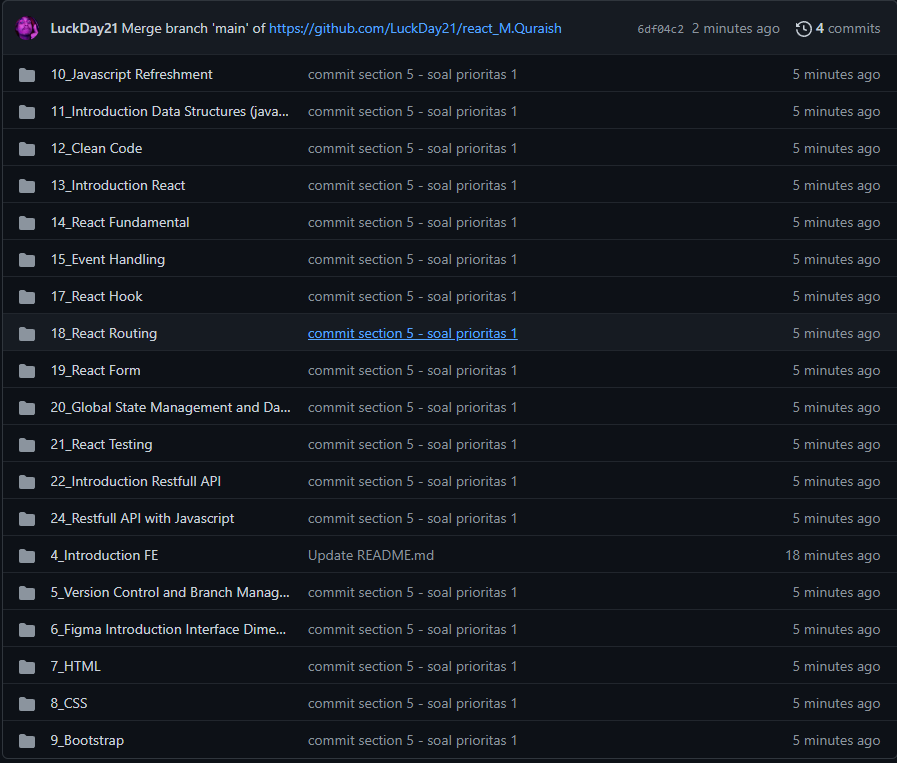 LuckDay21 Merge branch 'main' of https://github.com/LuckDay21/react_M.Quraish 6df04c2 2 minutes ago 4 commits
10_Javascript Refreshment commit section 5 - soal prioritas 1 5 minutes ago
11_Introduction Data Structures (java... commit section 5 - soal prioritas 1 5 minutes ago
12_Clean Code commit section 5 - soal prioritas 1 5 minutes ago
13_Introduction React commit section 5 - soal prioritas 1 5 minutes ago
14_React Fundamental commit section 5 - soal prioritas 1 5 minutes ago
15_Event Handling commit section 5 - soal prioritas 1 5 minutes ago
17_React Hook commit section 5 - soal prioritas 1 5 minutes ago
18_React Routing commit section 5 - soal prioritas 1 5 minutes ago
19_React Form commit section 5 - soal prioritas 1 5 minutes ago
20_Global State Management and Da... commit section 5 - soal prioritas 1 5 minutes ago
21_React Testing commit section 5 - soal prioritas 1 5 minutes ago
22_Introduction Restfull API commit section 5 - soal prioritas 1 5 minutes ago
24_Restfull API with Javascript commit section 5 - soal prioritas 1 5 minutes ago
4_Introduction FE Update README.md 18 minutes ago
5_Version Control and Branch Manag... commit section 5 - soal prioritas 1 5 minutes ago
6_Figma Introduction Interface Dime... commit section 5 - soal prioritas 1 5 minutes ago
7_HTML commit section 5 - soal prioritas 1 5 minutes ago
8_CSS commit section 5 - soal prioritas 1 5 minutes ago
9_Bootstrap commit section 5 - soal prioritas 1 5 minutes ago